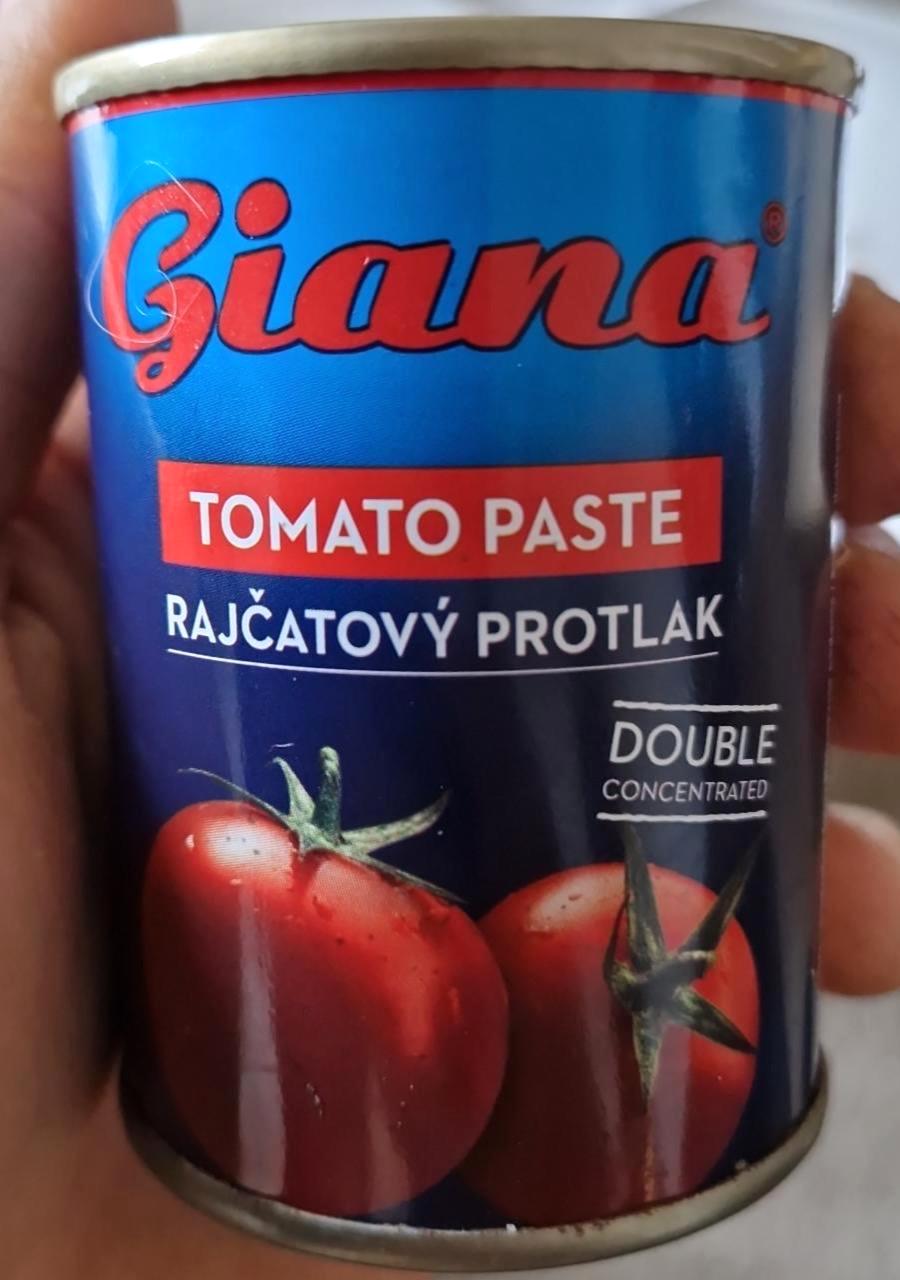 Giana®
TOMATO PASTE
RAJČATOVÝ PROTLAK
DOUBLE
CONCENTRATED